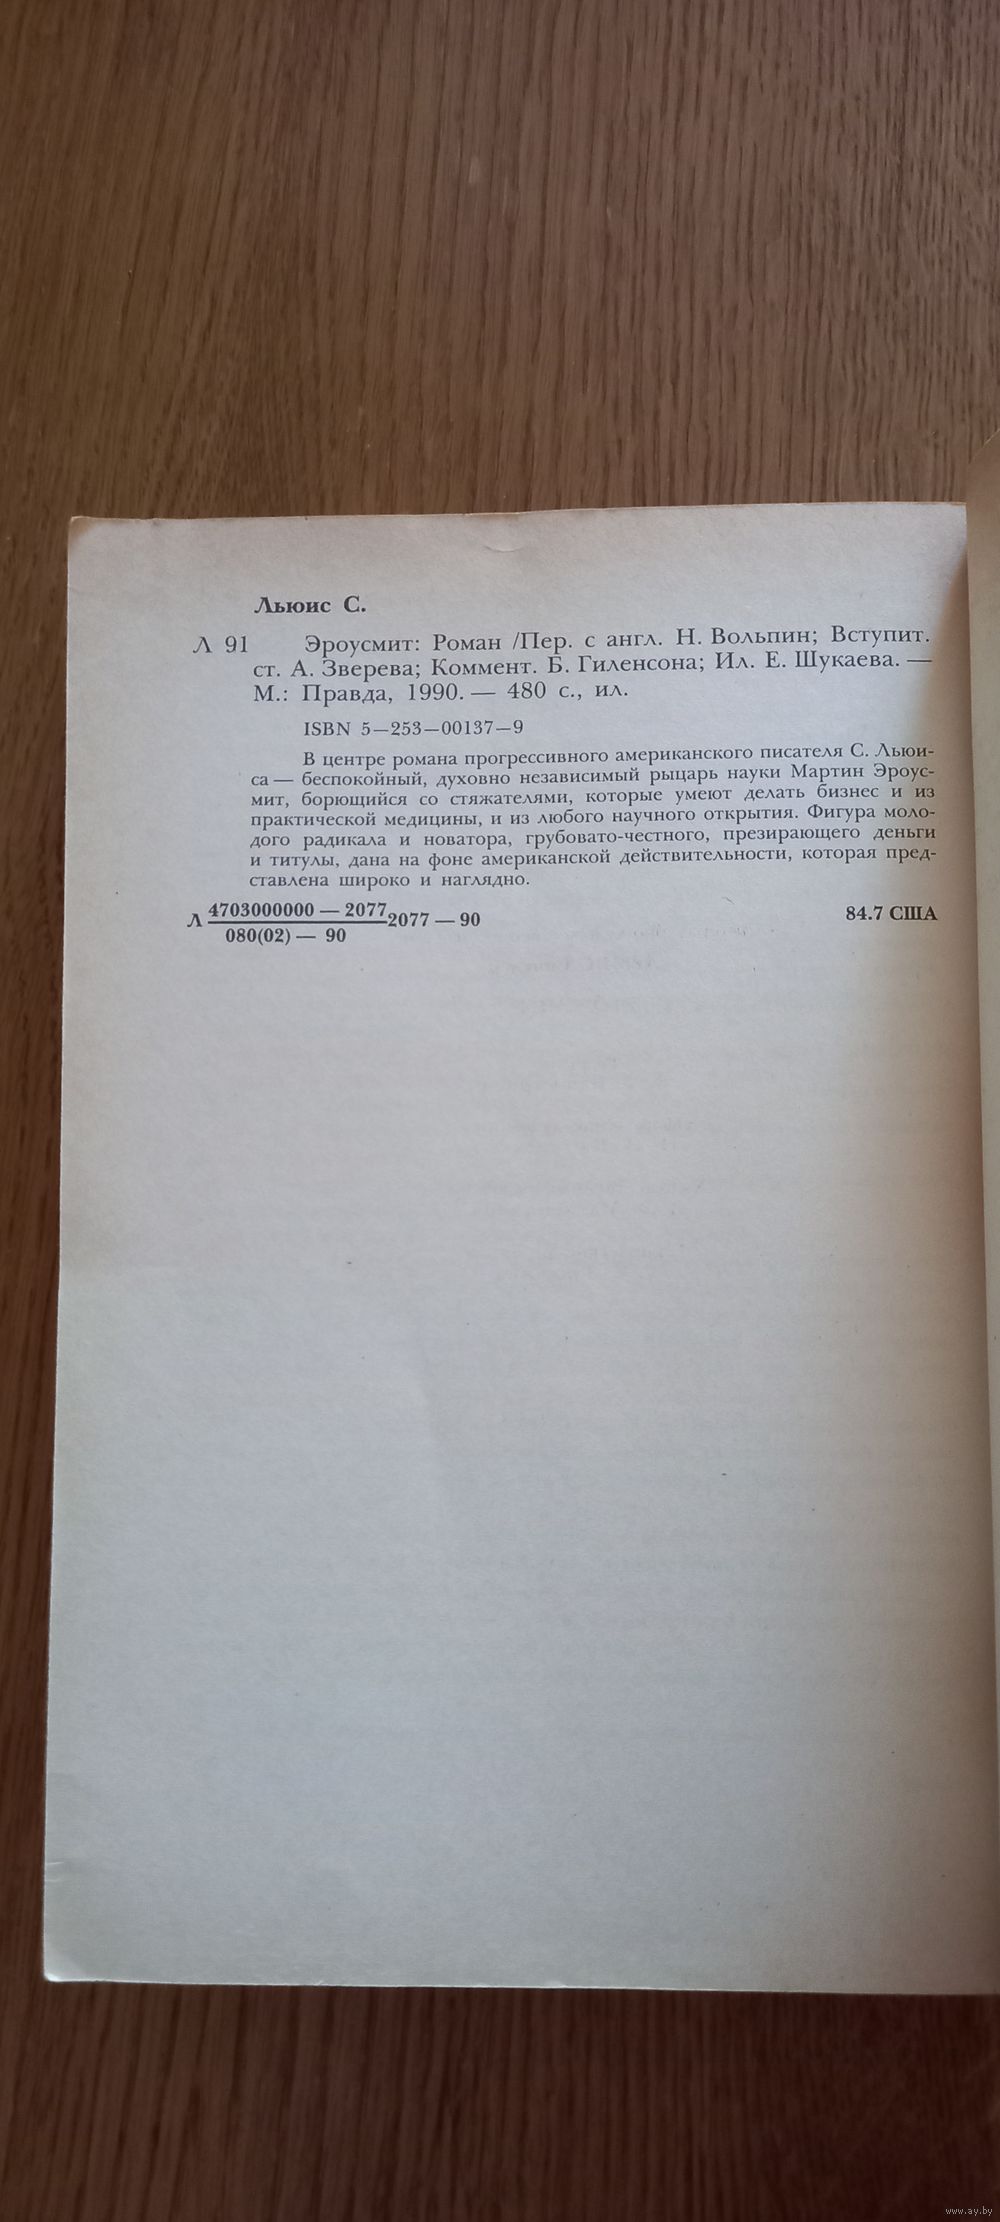 Льюис С.
Л 91 Эроусмит: Роман /Пер. с англ. Н. Вольпин; Вступит.
ст. А. Зверева; Коммент. Б. Гиленсона; Ил. Е. Шукаева. —
М.: Правда, 1990. — 480 с., ил.
ISBN 5—253—00137—9
В центре романа прогрессивного американского писателя С. Льюи-
са — беспокойный, духовно независимый рыцарь науки Мартин Эроус-
мит, борющийся со стяжателями, которые умеют делать бизнес и из
практической медицины, и из любого научного открытия. Фигура моло-
дого радикала и новатора, грубовато-честного, презирающего деньги
и титулы, дана на фоне американской действительности, которая пред-
ставлена широко и наглядно.
4703000000 — 2077
Л 2077 — 90 84.7 США
080(02) — 90
www.ay.by